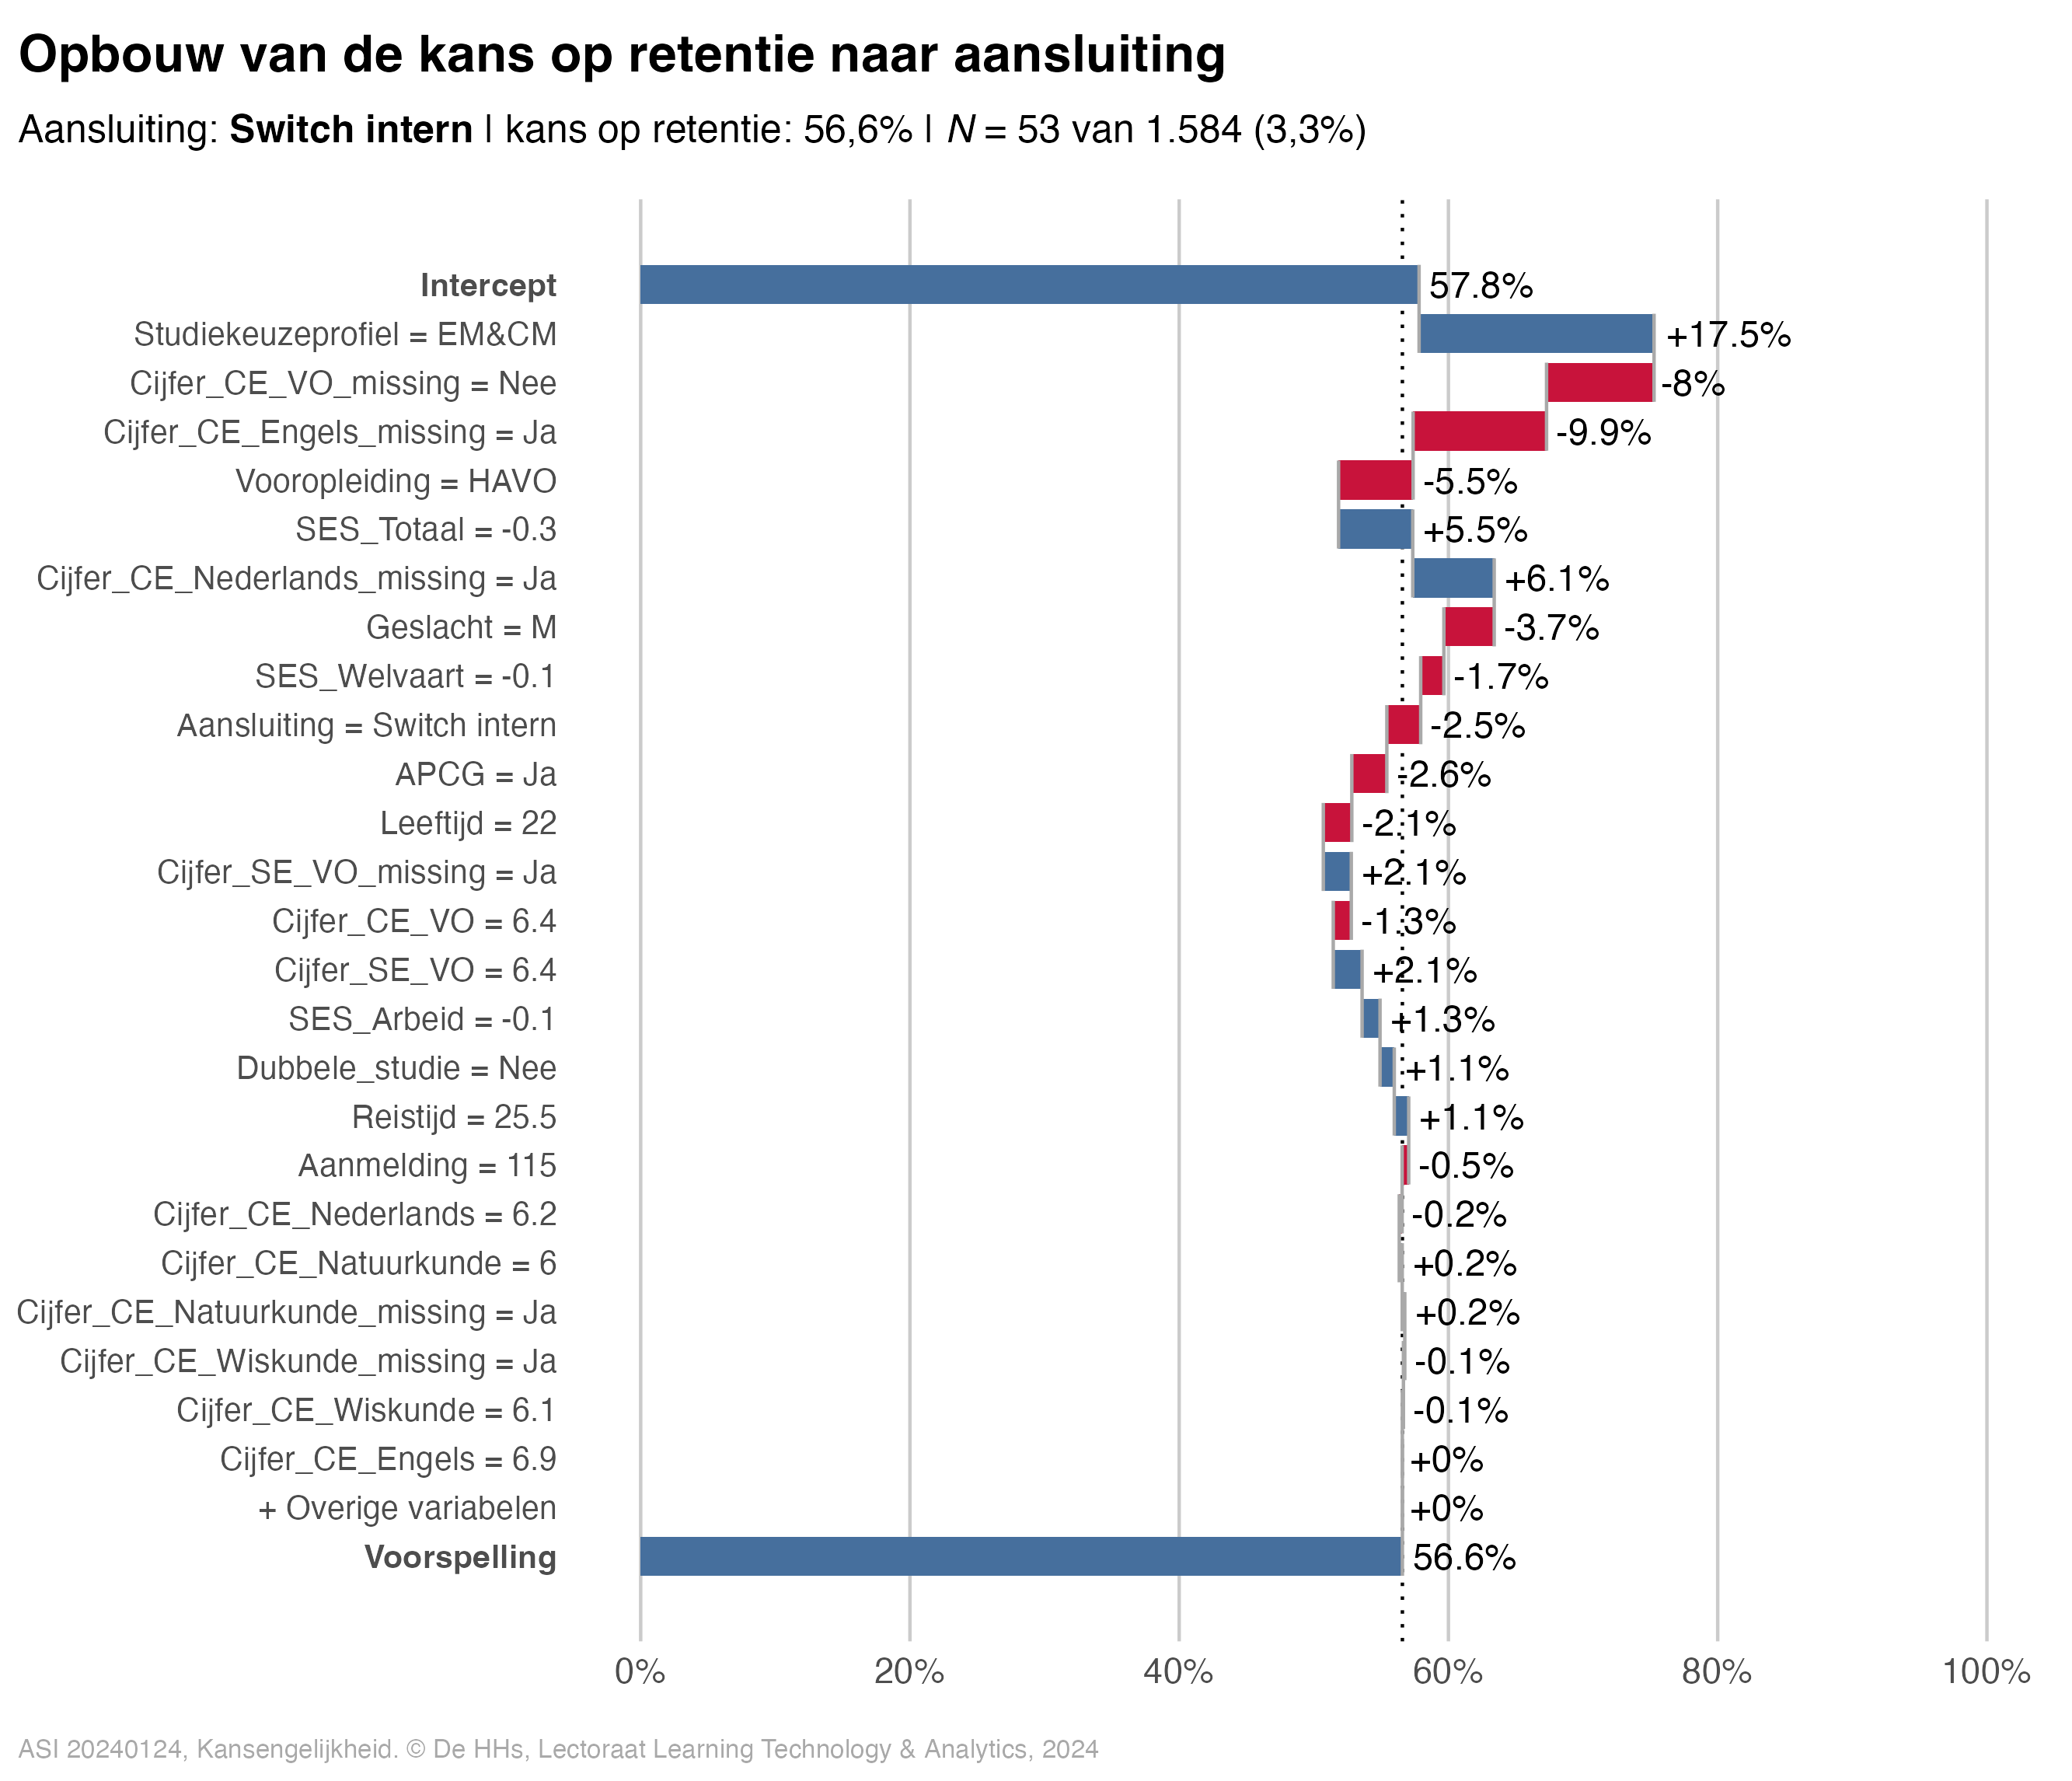 Opbouw van de kans op retentie naar aansluiting
Aansluiting: Switch intern | kans op retentie: 56,6% | N = 53 van 1.584 (3,3%)
Intercept 57.8%
Studiekeuzeprofiel = EM&CM +17.5%
Cijfer_CE_VO_missing = Nee -8%
Cijfer_CE_Engels_missing = Ja -9.9%
Vooropleiding = HAVO -5.5%
SES_Totaal = -0.3 +5.5%
Cijfer_CE_Nederlands_missing = Ja +6.1%
Geslacht = M -3.7%
SES_Welvaart = -0.1 -1.7%
Aansluiting = Switch intern -2.5%
APCG = Ja -2.6%
Leeftijd = 22 -2.1%
Cijfer_SE_VO_missing = Ja +2.1%
Cijfer_CE_VO = 6.4 -1.3%
Cijfer_SE_VO = 6.4 +2.1%
SES_Arbeid = -0.1 +1.3%
Dubbele_studie = Nee +1.1%
Reistijd = 25.5 +1.1%
Aanmelding = 115 -0.5%
Cijfer_CE_Nederlands = 6.2 -0.2%
Cijfer_CE_Natuurkunde = 6 +0.2%
Cijfer_CE_Natuurkunde_missing = Ja +0.2%
Cijfer_CE_Wiskunde_missing = Ja -0.1%
Cijfer_CE_Wiskunde = 6.1 -0.1%
Cijfer_CE_Engels = 6.9 +0%
+ Overige variabelen +0%
Voorspelling 56.6%
0% 20% 40% 60% 80% 100%
ASI 20240124, Kansengelijkheid. © De HHs, Lectoraat Learning Technology & Analytics, 2024